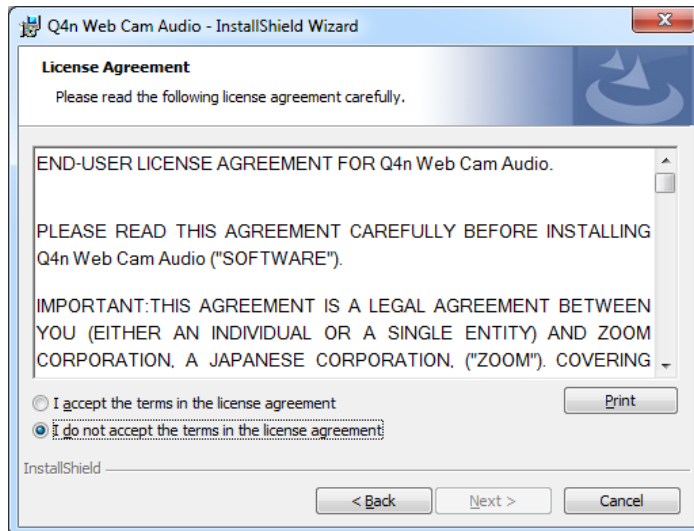 Q4n Web Cam Audio - InstallShield Wizard
License Agreement
Please read the following license agreement carefully.
END-USER LICENSE AGREEMENT FOR Q4n Web Cam Audio.
PLEASE READ THIS AGREEMENT CAREFULLY BEFORE INSTALLING
Q4n Web Cam Audio ("SOFTWARE").
IMPORTANT:THIS AGREEMENT IS A LEGAL AGREEMENT BETWEEN
YOU (EITHER AN INDIVIDUAL OR A SINGLE ENTITY) AND ZOOM
CORPORATION, A JAPANESE CORPORATION, ("ZOOM"). COVERING
I accept the terms in the license agreement
Print
I do not accept the terms in the license agreement
InstallShield
< Back
Next >
Cancel